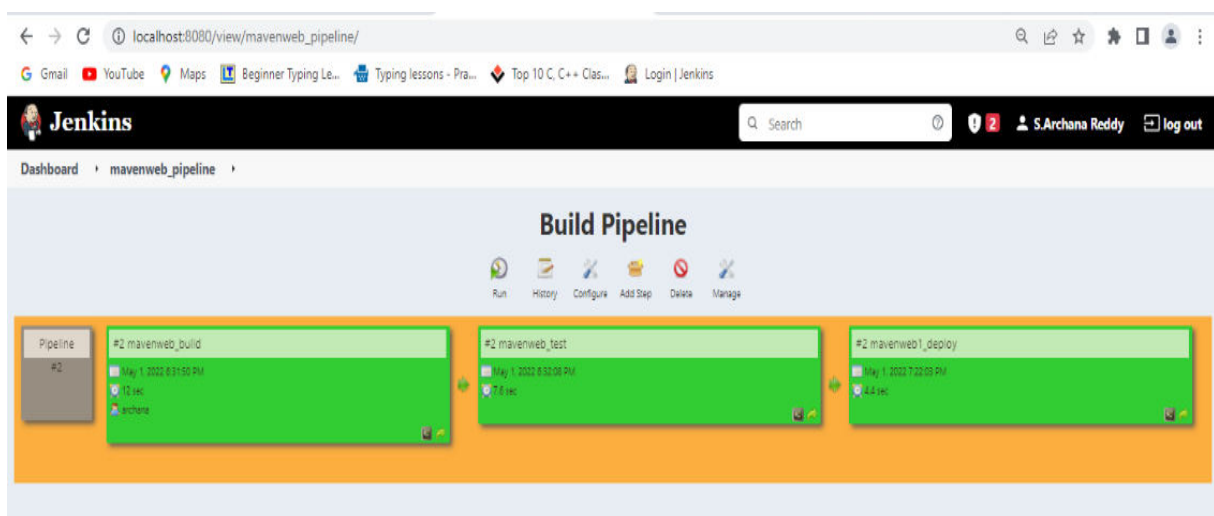 localhost:8080/view/mavenweb_pipeline/
Gmail YouTube Maps Beginner Typing Le... Typing lessons - Pra... Top 10 C, C++ Clas... Login | Jenkins
Jenkins Search 2 S.Archana Reddy log out
Dashboard mavenweb_pipeline
Build Pipeline
Run History Configure Add Step Delete Manage
Pipeline #2 mavenweb_build #2 mavenweb_test #2 mavenweb1_deploy
#2 May 1, 2022 6:31:50 PM May 1, 2022 6:32:08 PM May 1, 2022 7:22:03 PM
12 sec 7.6 sec 4.4 sec
archana